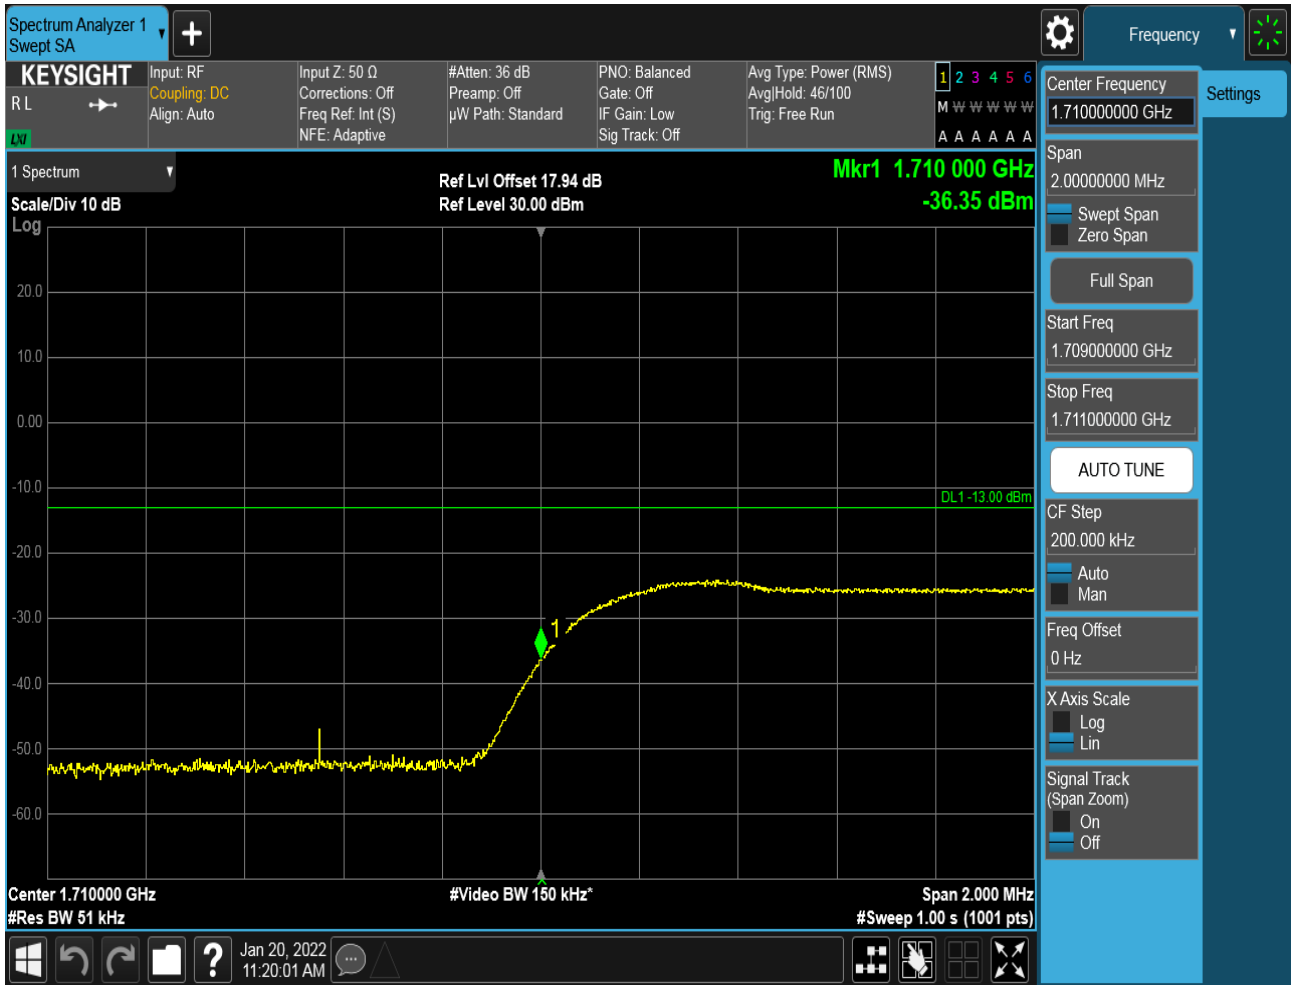 Spectrum Analyzer 1
Swept SA
Frequency
KEYSIGHT
R L
LXI
Input: RF
Coupling: DC
Align: Auto
Input Z: 50 Ω
Corrections: Off
Freq Ref: Int (S)
NFE: Adaptive
#Atten: 36 dB
Preamp: Off
µW Path: Standard
PNO: Balanced
Gate: Off
IF Gain: Low
Sig Track: Off
Avg Type: Power (RMS)
Avg|Hold: 46/100
Trig: Free Run
1 2 3 4 5 6
M W W W W W
A A A A A A
1 Spectrum
Scale/Div 10 dB
Log
Ref Lvl Offset 17.94 dB
Ref Level 30.00 dBm
Mkr1 1.710 000 GHz
-36.35 dBm
20.0
10.0
0.00
-10.0
DL1 -13.00 dBm
-20.0
-30.0
1
-40.0
-50.0
-60.0
Center 1.710000 GHz
#Video BW 150 kHz*
Span 2.000 MHz
#Res BW 51 kHz
#Sweep 1.00 s (1001 pts)
Center Frequency
1.710000000 GHz
Settings
Span
2.00000000 MHz
Swept Span
Zero Span
Full Span
Start Freq
1.709000000 GHz
Stop Freq
1.711000000 GHz
AUTO TUNE
CF Step
200.000 kHz
Auto
Man
Freq Offset
0 Hz
X Axis Scale
Log
Lin
Signal Track
(Span Zoom)
On
Off
?
Jan 20, 2022
11:20:01 AM